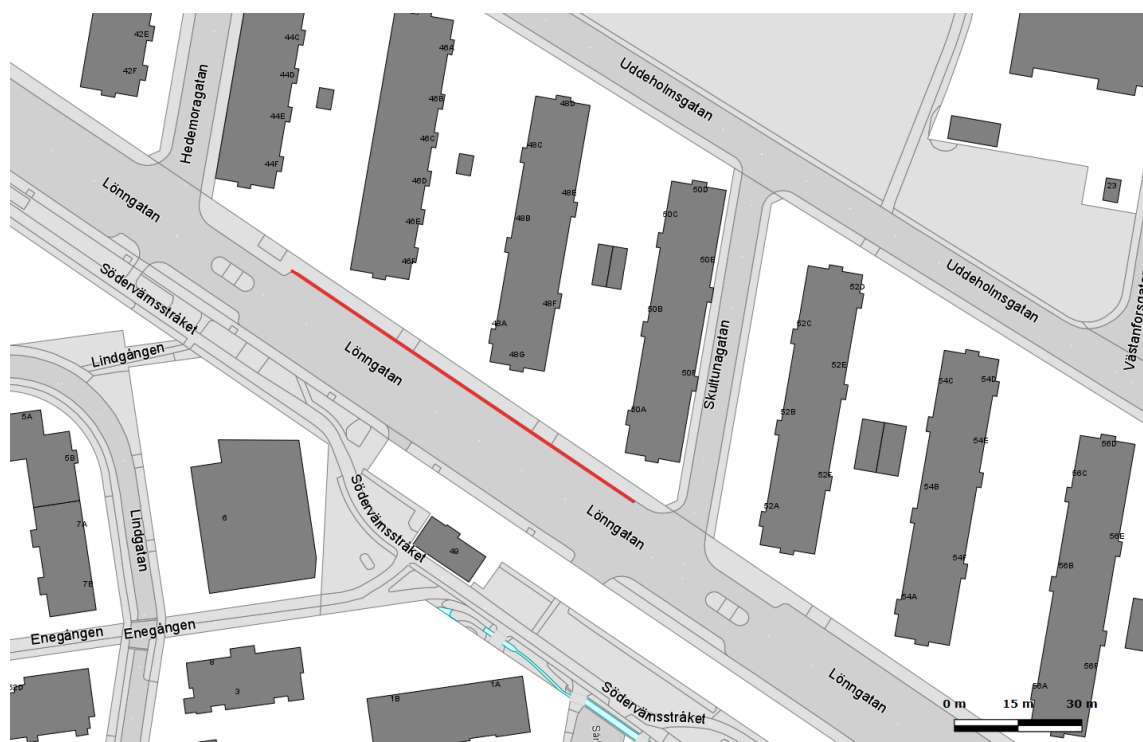 42E
42F
Hedemoragatan
44C
44D
44E
44F
46A
46B
46C
46D
46E
46F
48D
48C
48E
48B
48F
48A
48G
Uddeholmsgatan
50D
50C
50E
50B
50F
50A
23
Uddeholmsgatan
Västanforsgatan
Skultunagatan
52D
52C
52E
52B
52F
52A
54C
54D
54E
54B
54F
54A
56D
56C
56E
56B
56F
56A
Lönngatan
Södervärnsstråket
Lindgången
Lönngatan
5A
5B
7A
7B
Lindgatan
6
Södervärnsstråket
49
Lönngatan
Enegången
Enegången
8
3
1B
1A
Södervärnsstråket
Lönngatan
0 m 15 m 30 m